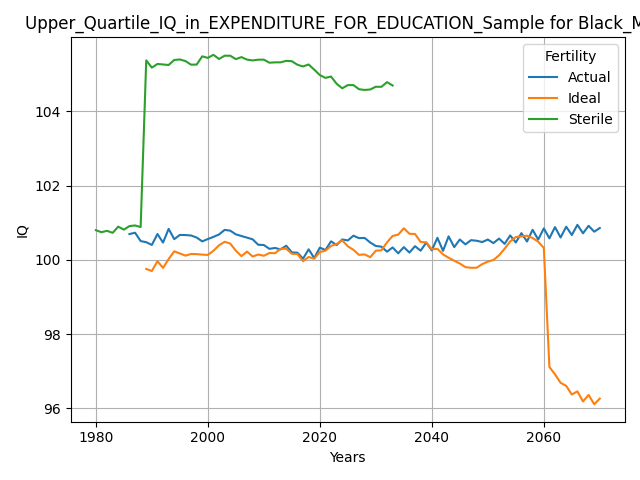 Upper_Quartile_IQ_in_EXPENDITURE_FOR_EDUCATION_Sample for Black_M
Fertility
Actual
Ideal
Sterile
104
102
100
98
96
IQ
1980
2000
2020
2040
2060
Years